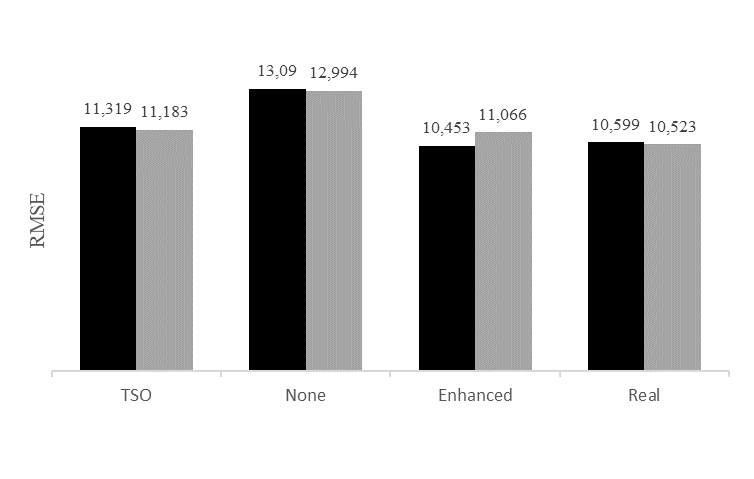 13,09 12,994
11,319 11,183
10,453 11,066
10,599 10,523
RMSE
TSO None Enhanced Real